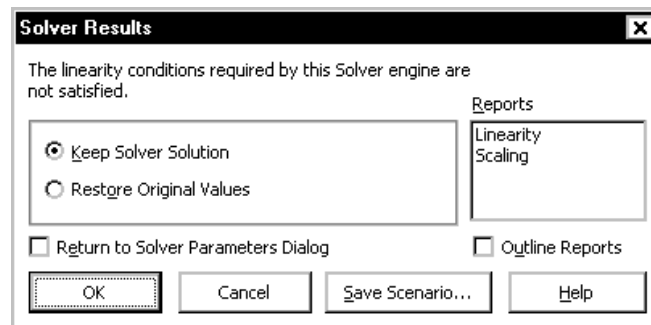 Solver Results
The linearity conditions required by this Solver engine are
not satisfied.
Reports
Linearity
Scaling
Keep Solver Solution
Restore Original Values
Return to Solver Parameters Dialog
Outline Reports
OK
Cancel
Save Scenario...
Help